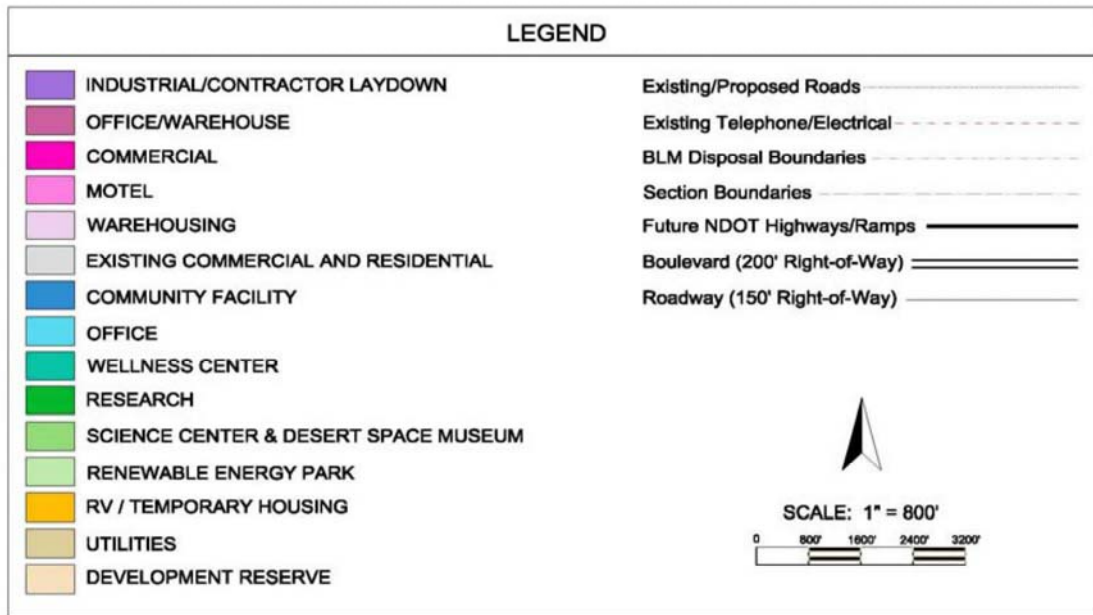 LEGEND
INDUSTRIAL/CONTRACTOR LAYDOWN
OFFICE/WAREHOUSE
COMMERCIAL
MOTEL
WAREHOUSING
EXISTING COMMERCIAL AND RESIDENTIAL
COMMUNITY FACILITY
OFFICE
WELLNESS CENTER
RESEARCH
SCIENCE CENTER & DESERT SPACE MUSEUM
RENEWABLE ENERGY PARK
RV / TEMPORARY HOUSING
UTILITIES
DEVELOPMENT RESERVE
Existing/Proposed Roads
Existing Telephone/Electrical
BLM Disposal Boundaries
Section Boundaries
Future NDOT Highways/Ramps
Boulevard (200' Right-of-Way)
Roadway (150' Right-of-Way)
SCALE: 1" = 800'
0 800' 1600' 2400' 3200'